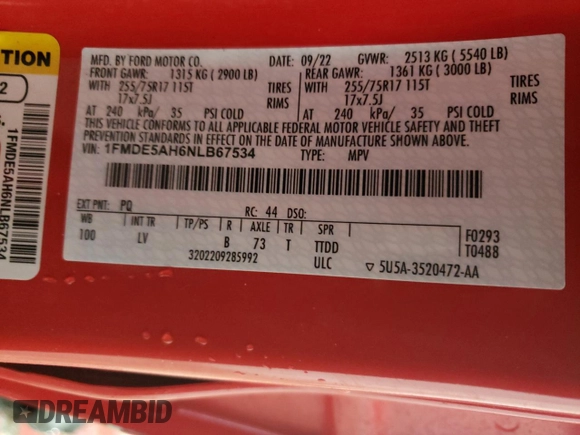 TION
2
1FMDE5AH6NLB67534
MFD. BY FORD MOTOR CO.
09/22 GVWR: 2513 KG ( 5540 LB)
FRONT GAWR: 1315 KG ( 2900 LB) REAR GAWR: 1361 KG ( 3000 LB)
WITH 255/75R17 115T TIRES WITH 255/75R17 115T TIRES
17x7.5J RIMS 17x7.5J RIMS
AT 240 kPa/ 35 PSI COLD AT 240 kPa/ 35 PSI COLD
THIS VEHICLE CONFORMS TO ALL APPLICABLE FEDERAL MOTOR VEHICLE SAFETY AND THEFT
PREVENTION STANDARDS IN EFFECT ON THE DATE OF MANUFACTURE SHOWN ABOVE.
VIN: 1FMDE5AH6NLB67534 TYPE: MPV
EXT PNT: PQ RC: 44 DSO:
WB INT TR TP/PS R AXLE TR SPR
100 LV B 73 T TTDD
F0293
T0488
3202209285992 ULC ▽ 5U5A-3520472-AA
DREAMBID